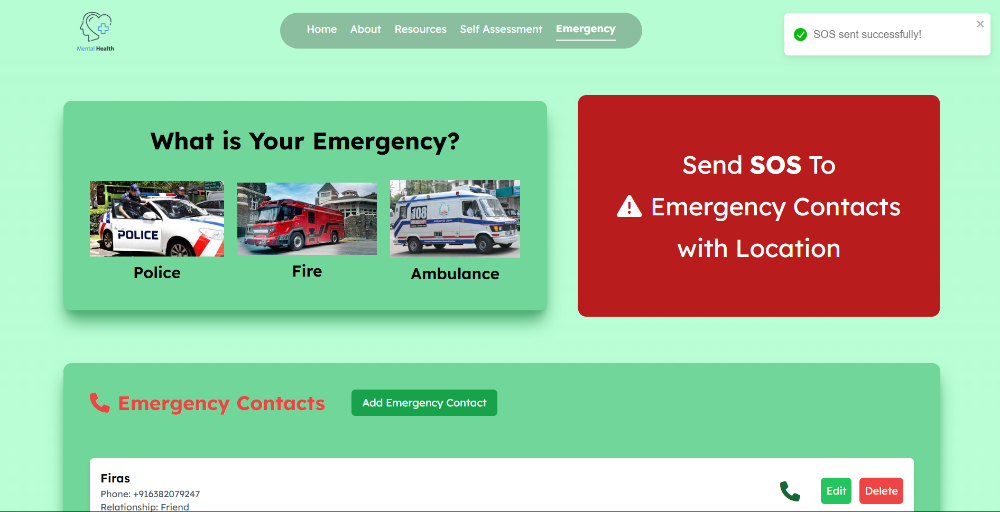 Mental Health
Home About Resources Self Assessment Emergency
SOS sent successfully!
What is Your Emergency?
POLICE
108
EMERGENCY
EMRI
Police
Fire
Ambulance
Send SOS To
Emergency Contacts
with Location
Emergency Contacts
Add Emergency Contact
Firas
Phone: +916382079247
Relationship: Friend
Edit
Delete